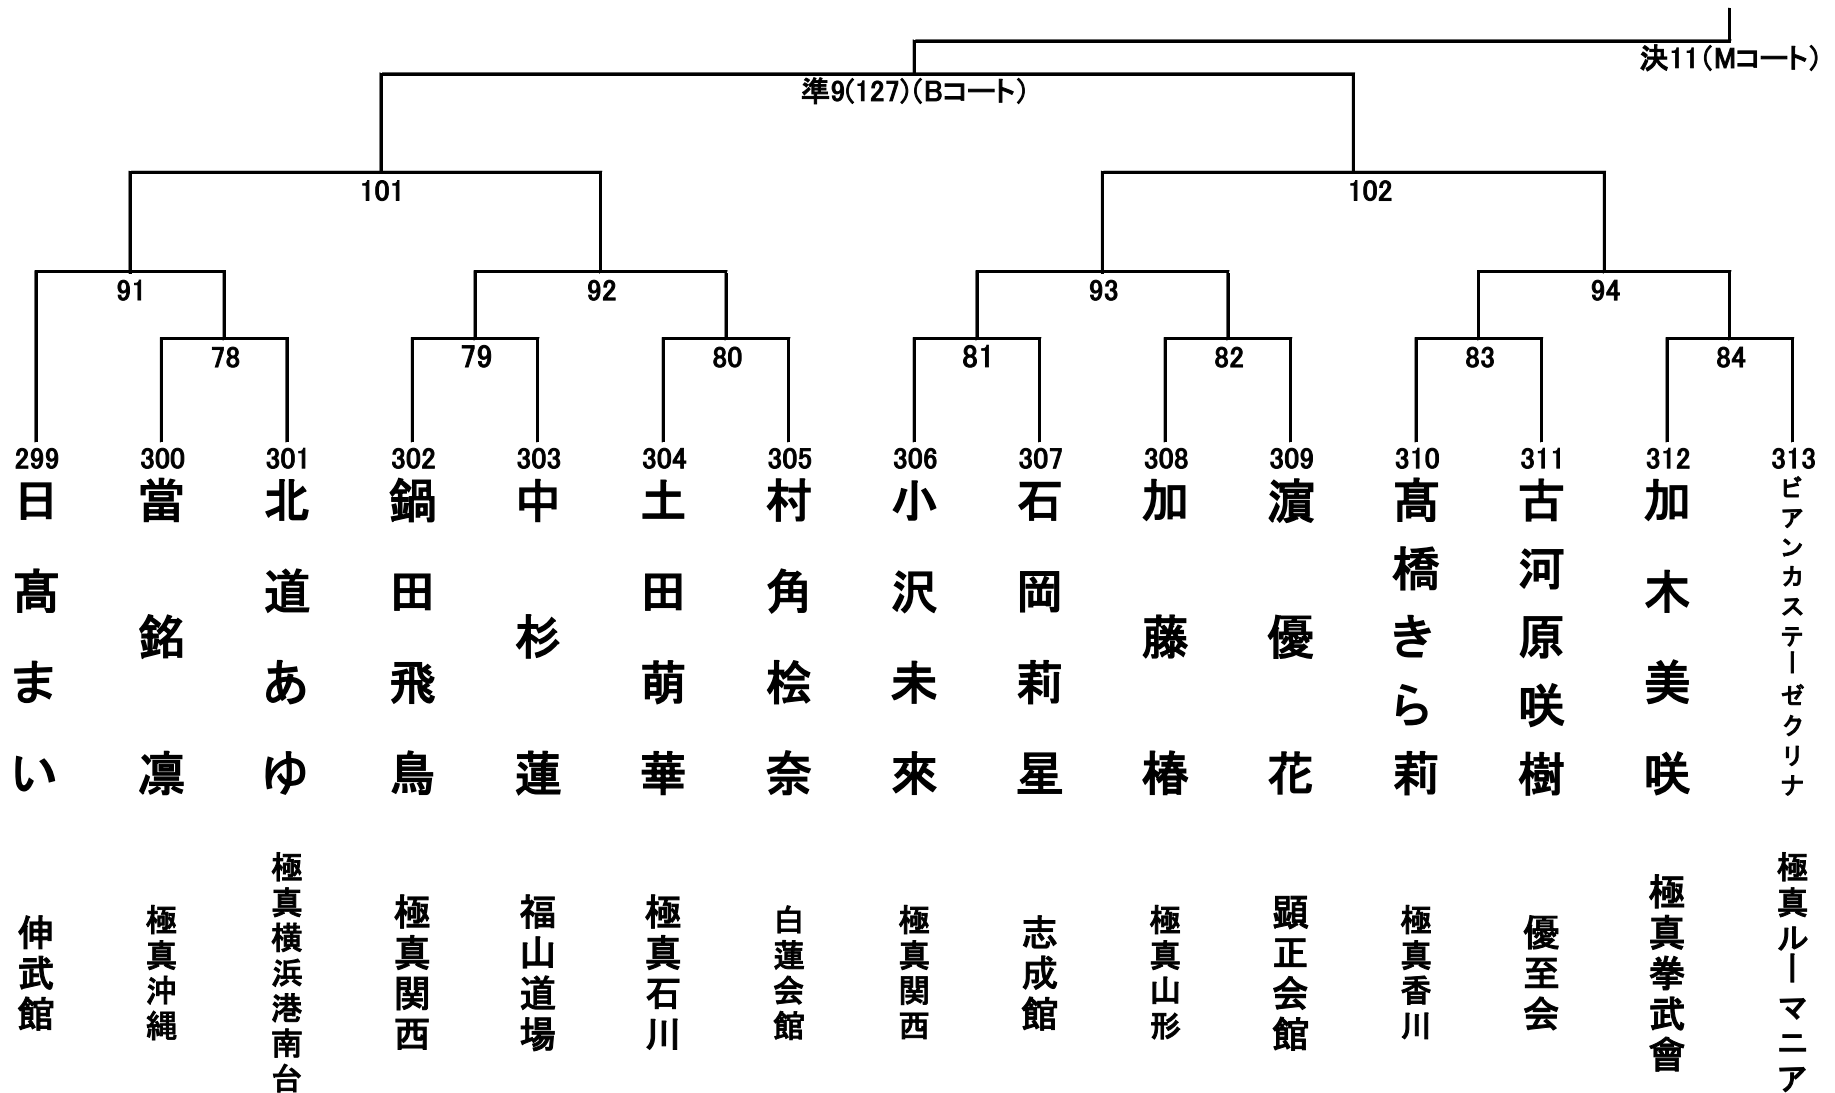 決11(Mコート)
準9(127)(Bコート)
101
102
91
92
93
94
78
79
80
81
82
83
84
299
300
301
302
303
304
305
306
307
308
309
310
311
312
313
日髙まい
當銘凛
北道あゆ
鍋田飛鳥
中杉蓮
土田萌華
村角桧奈
小沢未來
石岡莉星
加藤椿
濵優花
髙橋きら莉
古河原咲樹
加木美咲
ビアンカステーゼクリナ
伸武館
極真沖縄
極真横浜港南台
極真関西
福山道場
極真石川
白蓮会館
極真関西
志成館
極真山形
顕正会館
極真香川
優至会
極真拳武會
極真ルーマニア